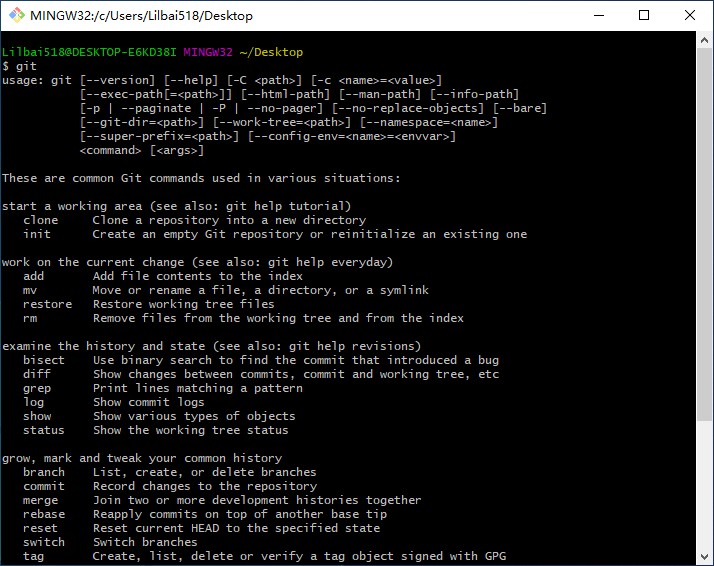 MINGW32:/c/Users/Lilbai518/Desktop
Lilbai518@DESKTOP-E6KD38I MINGW32 ~/Desktop
$ git
usage: git [--version] [--help] [-C <path>] [-c <name>=<value>]
           [--exec-path[=<path>]] [--html-path] [--man-path] [--info-path]
           [-p | --paginate | -P | --no-pager] [--no-replace-objects] [--bare]
           [--git-dir=<path>] [--work-tree=<path>] [--namespace=<name>]
           [--super-prefix=<path>] [--config-env=<name>=<envvar>]
           <command> [<args>]
These are common Git commands used in various situations:
start a working area (see also: git help tutorial)
   clone     Clone a repository into a new directory
   init      Create an empty Git repository or reinitialize an existing one
work on the current change (see also: git help everyday)
   add       Add file contents to the index
   mv        Move or rename a file, a directory, or a symlink
   restore   Restore working tree files
   rm        Remove files from the working tree and from the index
examine the history and state (see also: git help revisions)
   bisect    Use binary search to find the commit that introduced a bug
   diff      Show changes between commits, commit and working tree, etc
   grep      Print lines matching a pattern
   log       Show commit logs
   show      Show various types of objects
   status    Show the working tree status
grow, mark and tweak your common history
   branch    List, create, or delete branches
   commit    Record changes to the repository
   merge     Join two or more development histories together
   rebase    Reapply commits on top of another base tip
   reset     Reset current HEAD to the specified state
   switch    Switch branches
   tag       Create, list, delete or verify a tag object signed with GPG